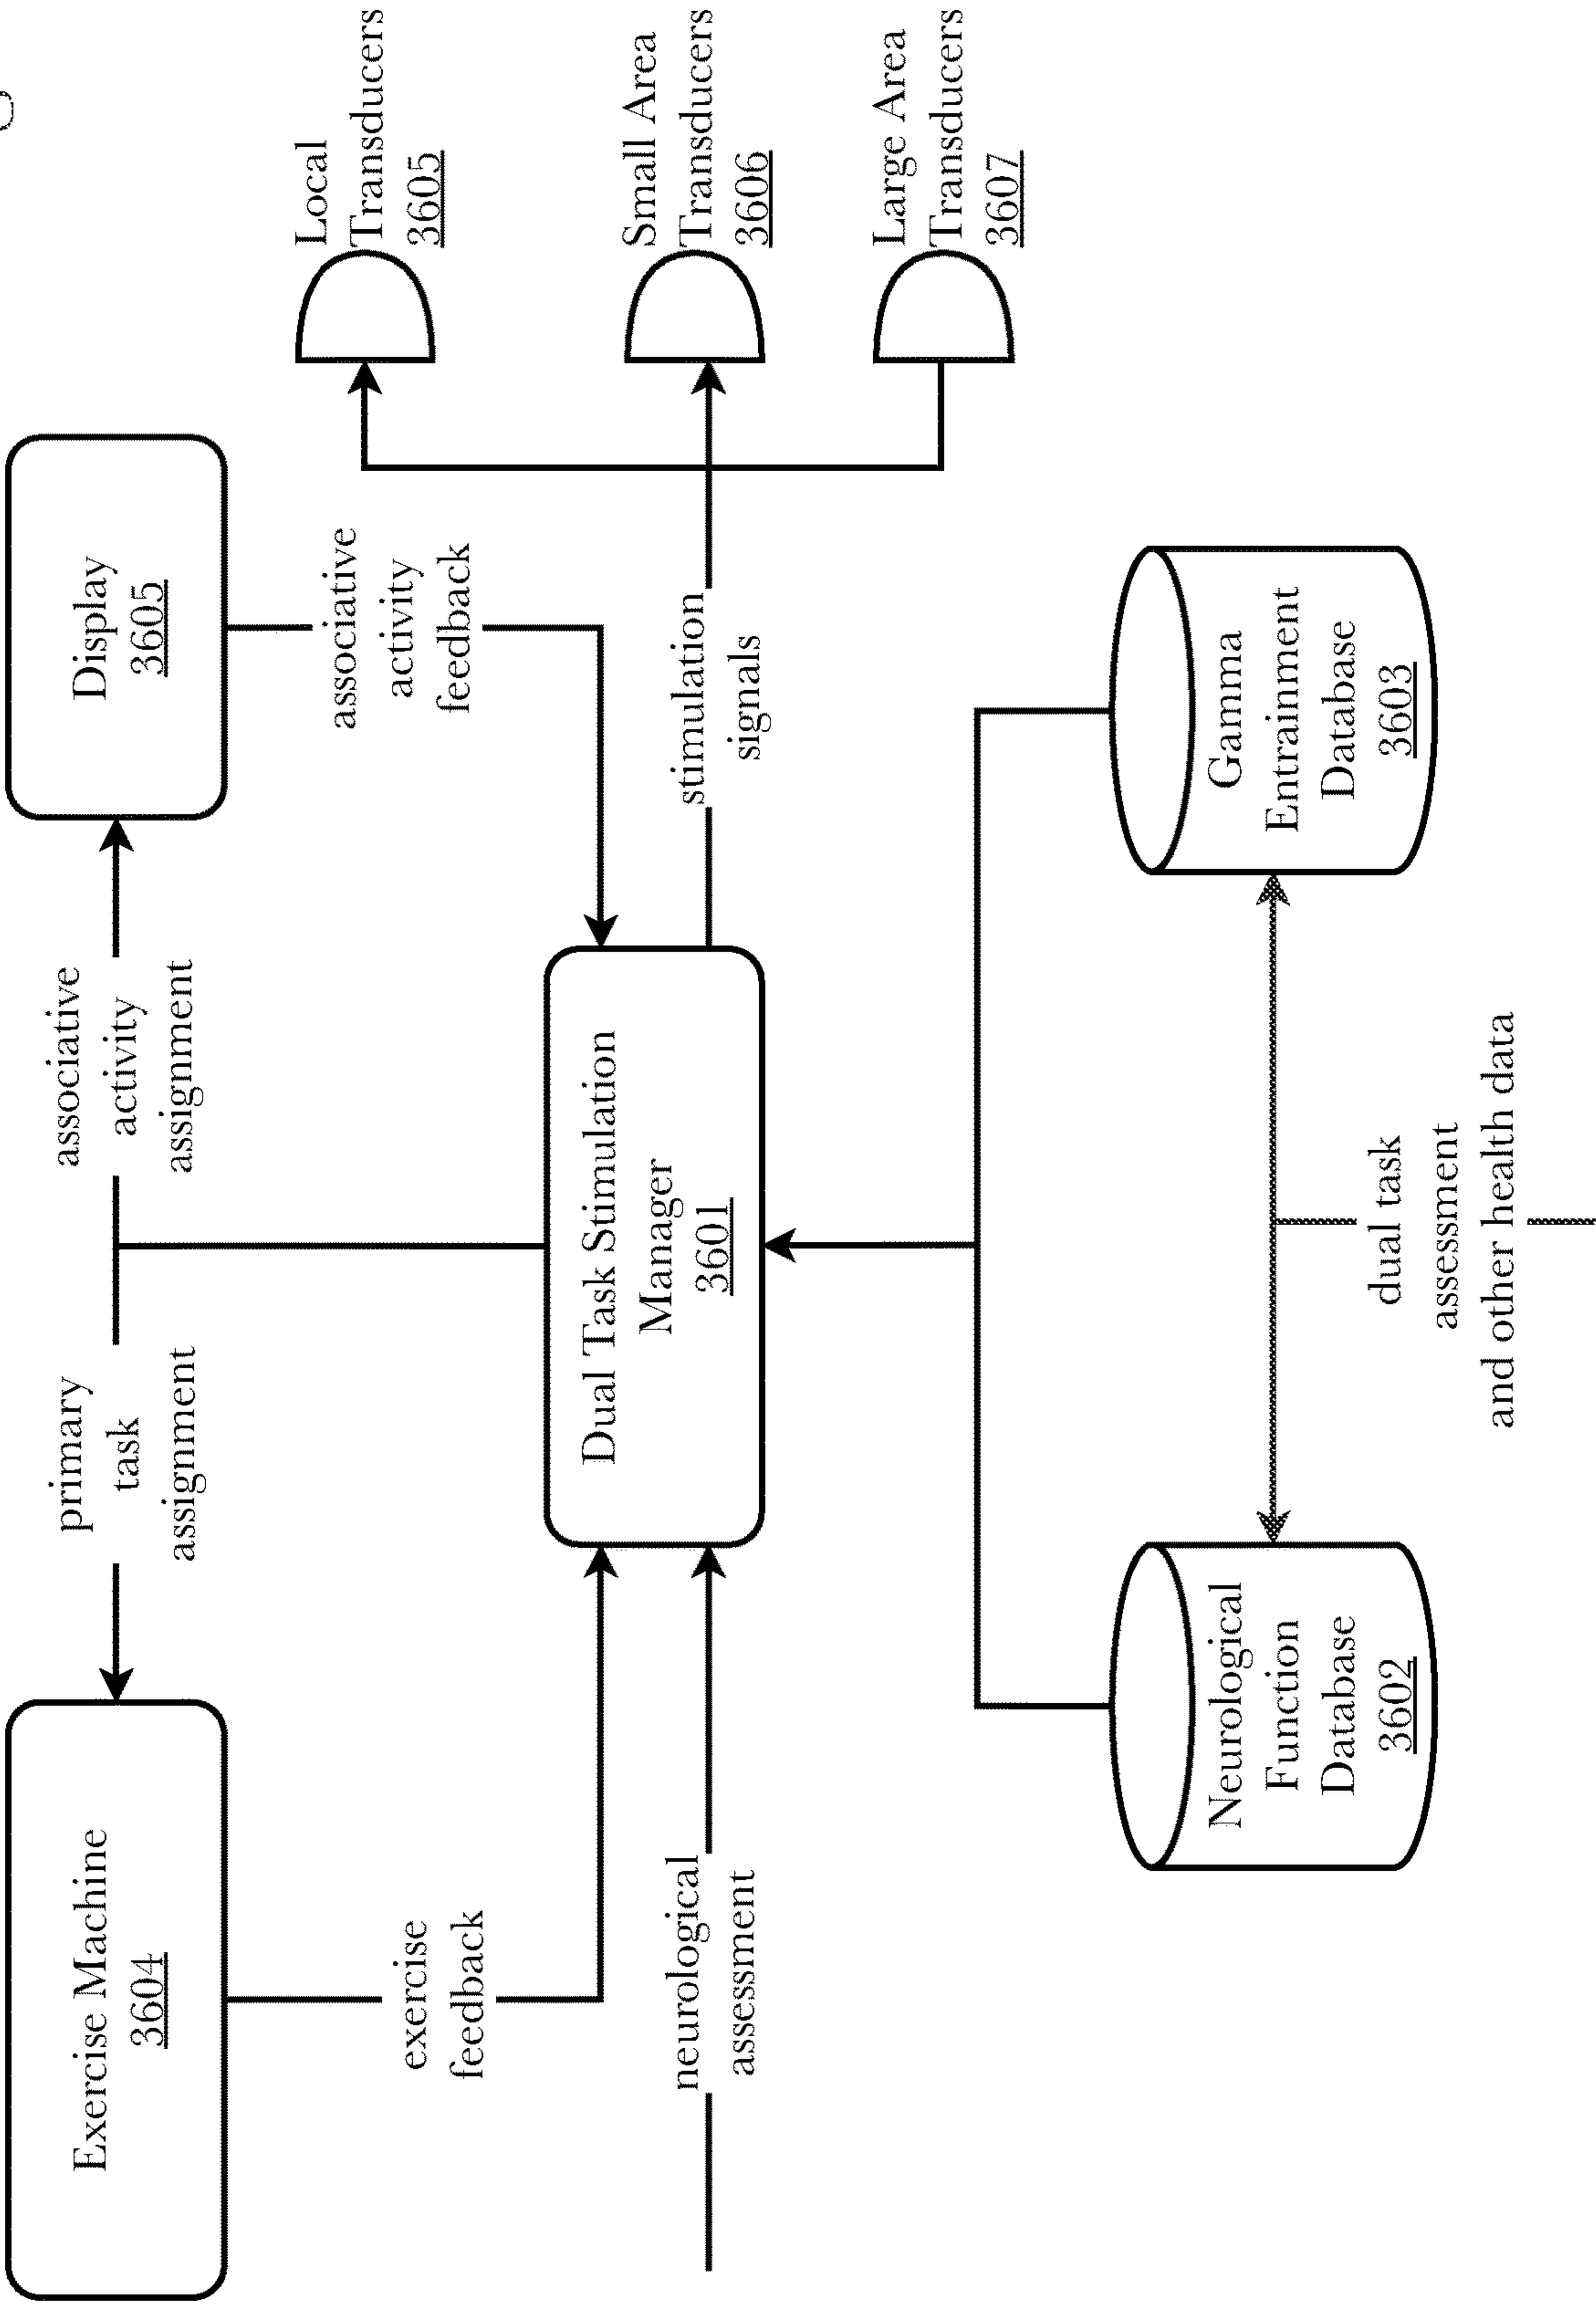 Exercise Machine
3604
primary
task
assignment
associative
activity
assignment
Display
3605
exercise
feedback
associative
activity
feedback
Local
Transducers
3605
neurological
assessment
Dual Task Stimulation
Manager
3601
stimulation
signals
Small Area
Transducers
3606
Large Area
Transducers
3607
Neurological
Function
Database
3602
Gamma
Entrainment
Database
3603
dual task
assessment
and other health data